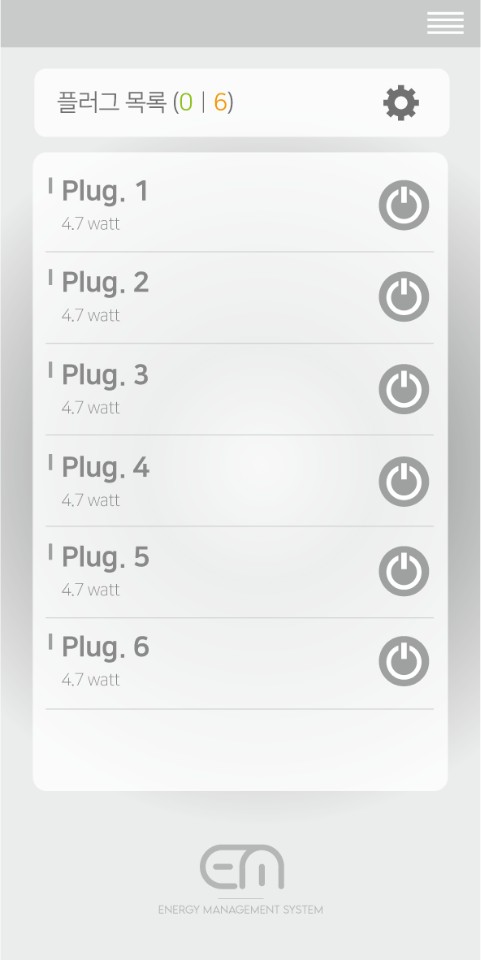 플러그 목록 (0 | 6)
Plug. 1
4.7 watt
Plug. 2
4.7 watt
Plug. 3
4.7 watt
Plug. 4
4.7 watt
Plug. 5
4.7 watt
Plug. 6
4.7 watt
EM
ENERGY MANAGEMENT SYSTEM